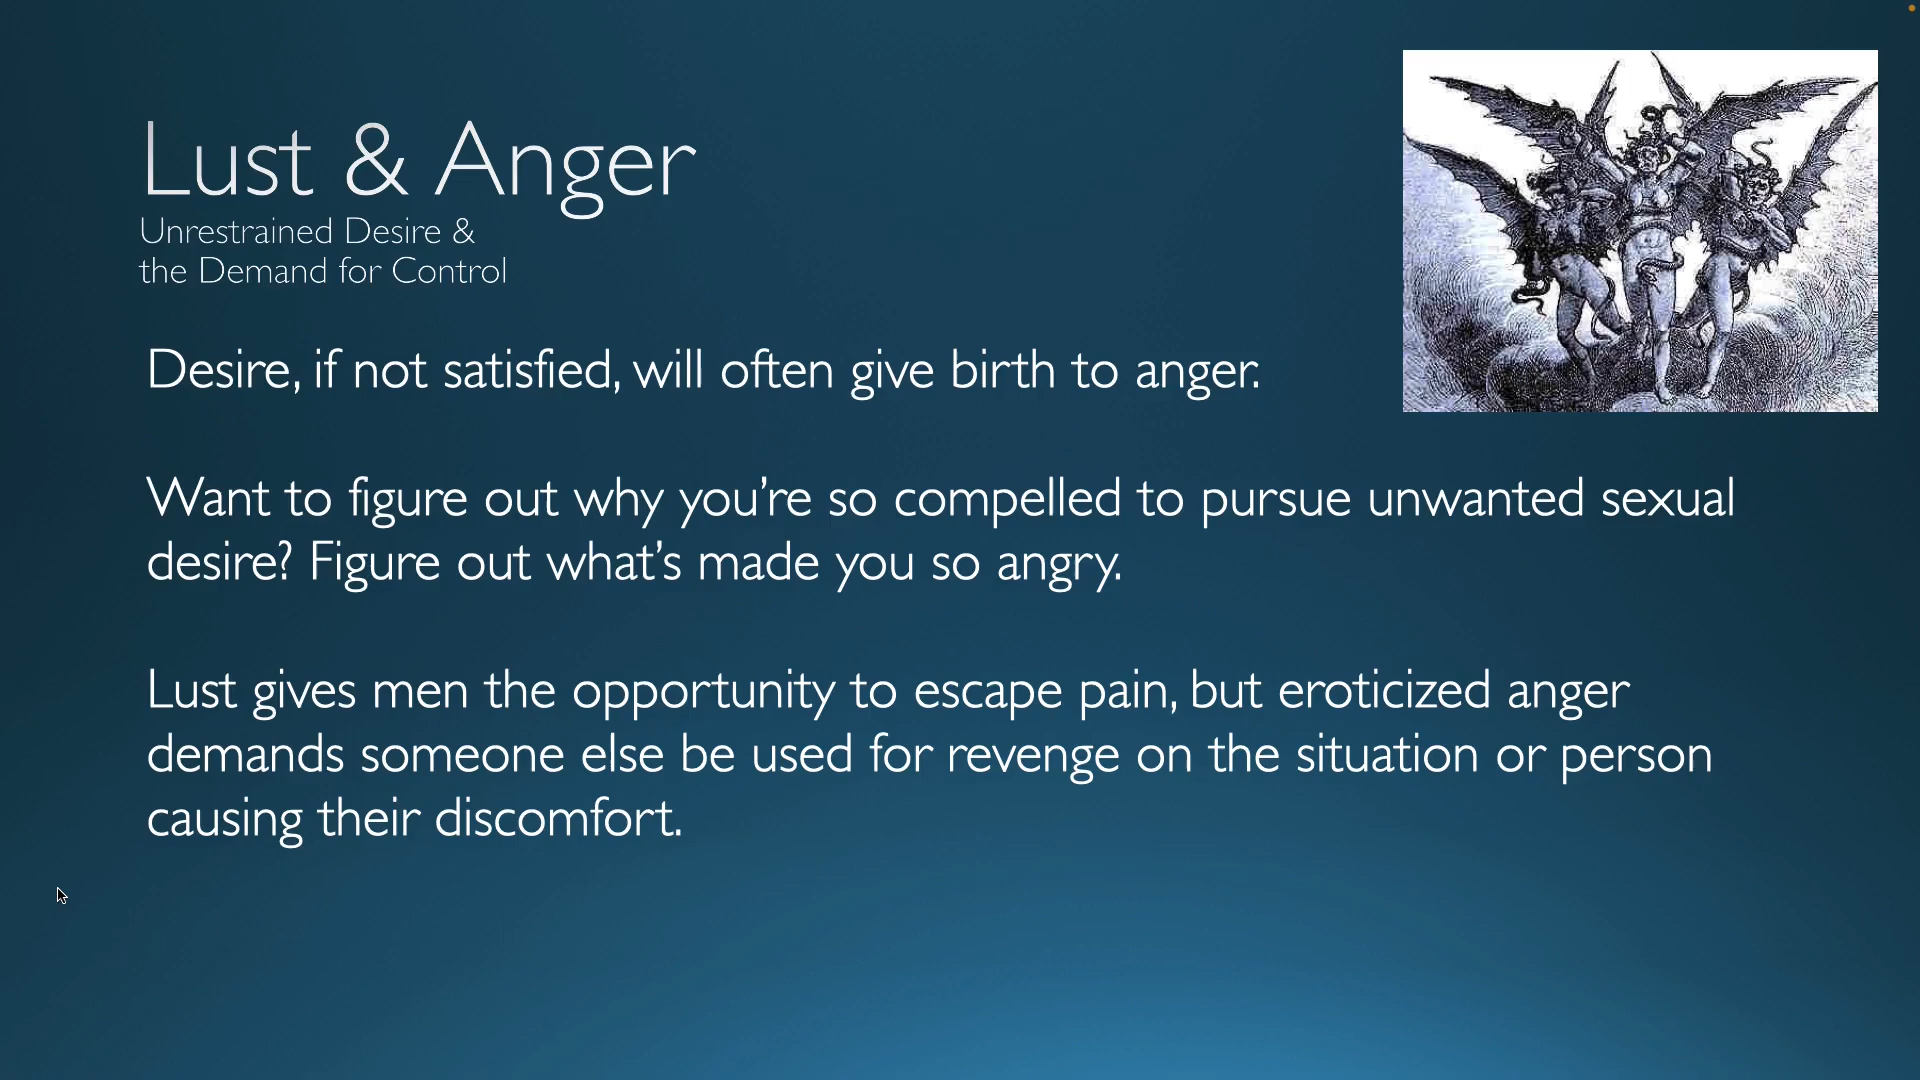 Lust & Anger
Unrestrained Desire &
the Demand for Control
Desire, if not satisfied, will often give birth to anger.
Want to figure out why you’re so compelled to pursue unwanted sexual
desire? Figure out what’s made you so angry.
Lust gives men the opportunity to escape pain, but eroticized anger
demands someone else be used for revenge on the situation or person
causing their discomfort.